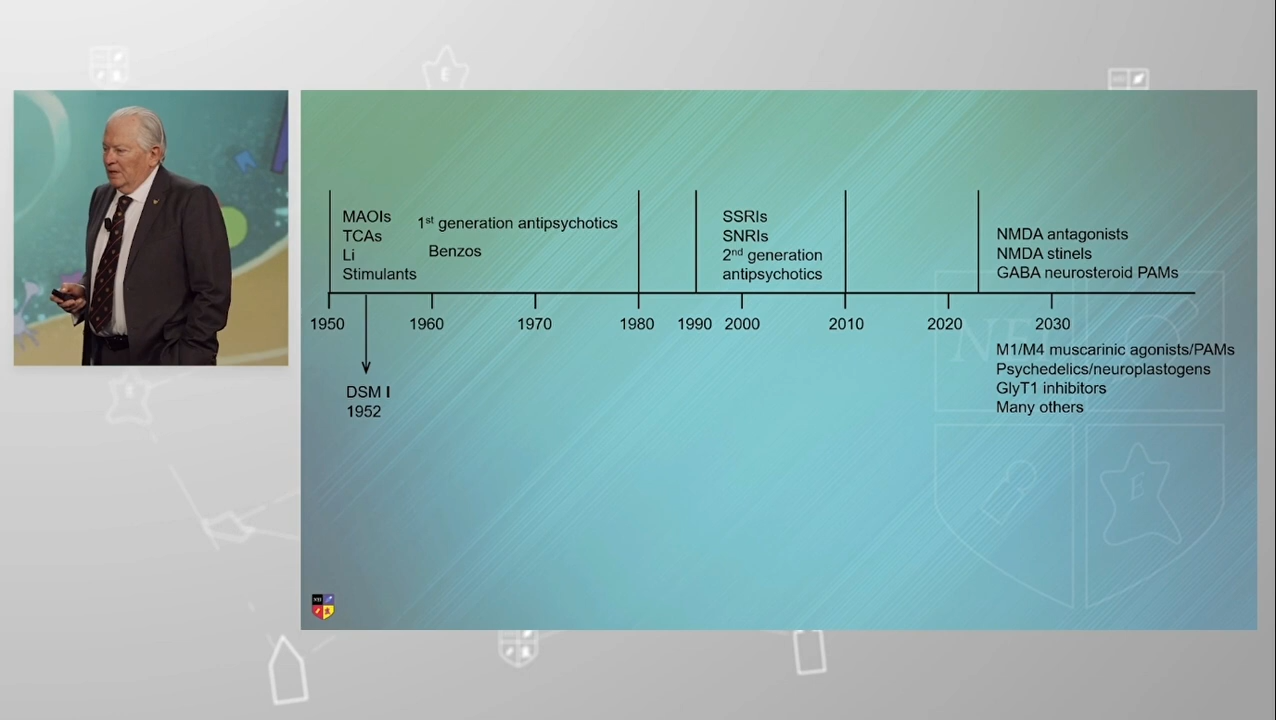 MAOIs
TCAs
Li
Stimulants
1st generation antipsychotics
Benzos
SSRIs
SNRIs
2nd generation
antipsychotics
NMDA antagonists
NMDA stinels
GABA neurosteroid PAMs
1950 1960 1970 1980 1990 2000 2010 2020 2030
DSM I
1952
M1/M4 muscarinic agonists/PAMs
Psychedelics/neuroplastogens
GlyT1 inhibitors
Many others